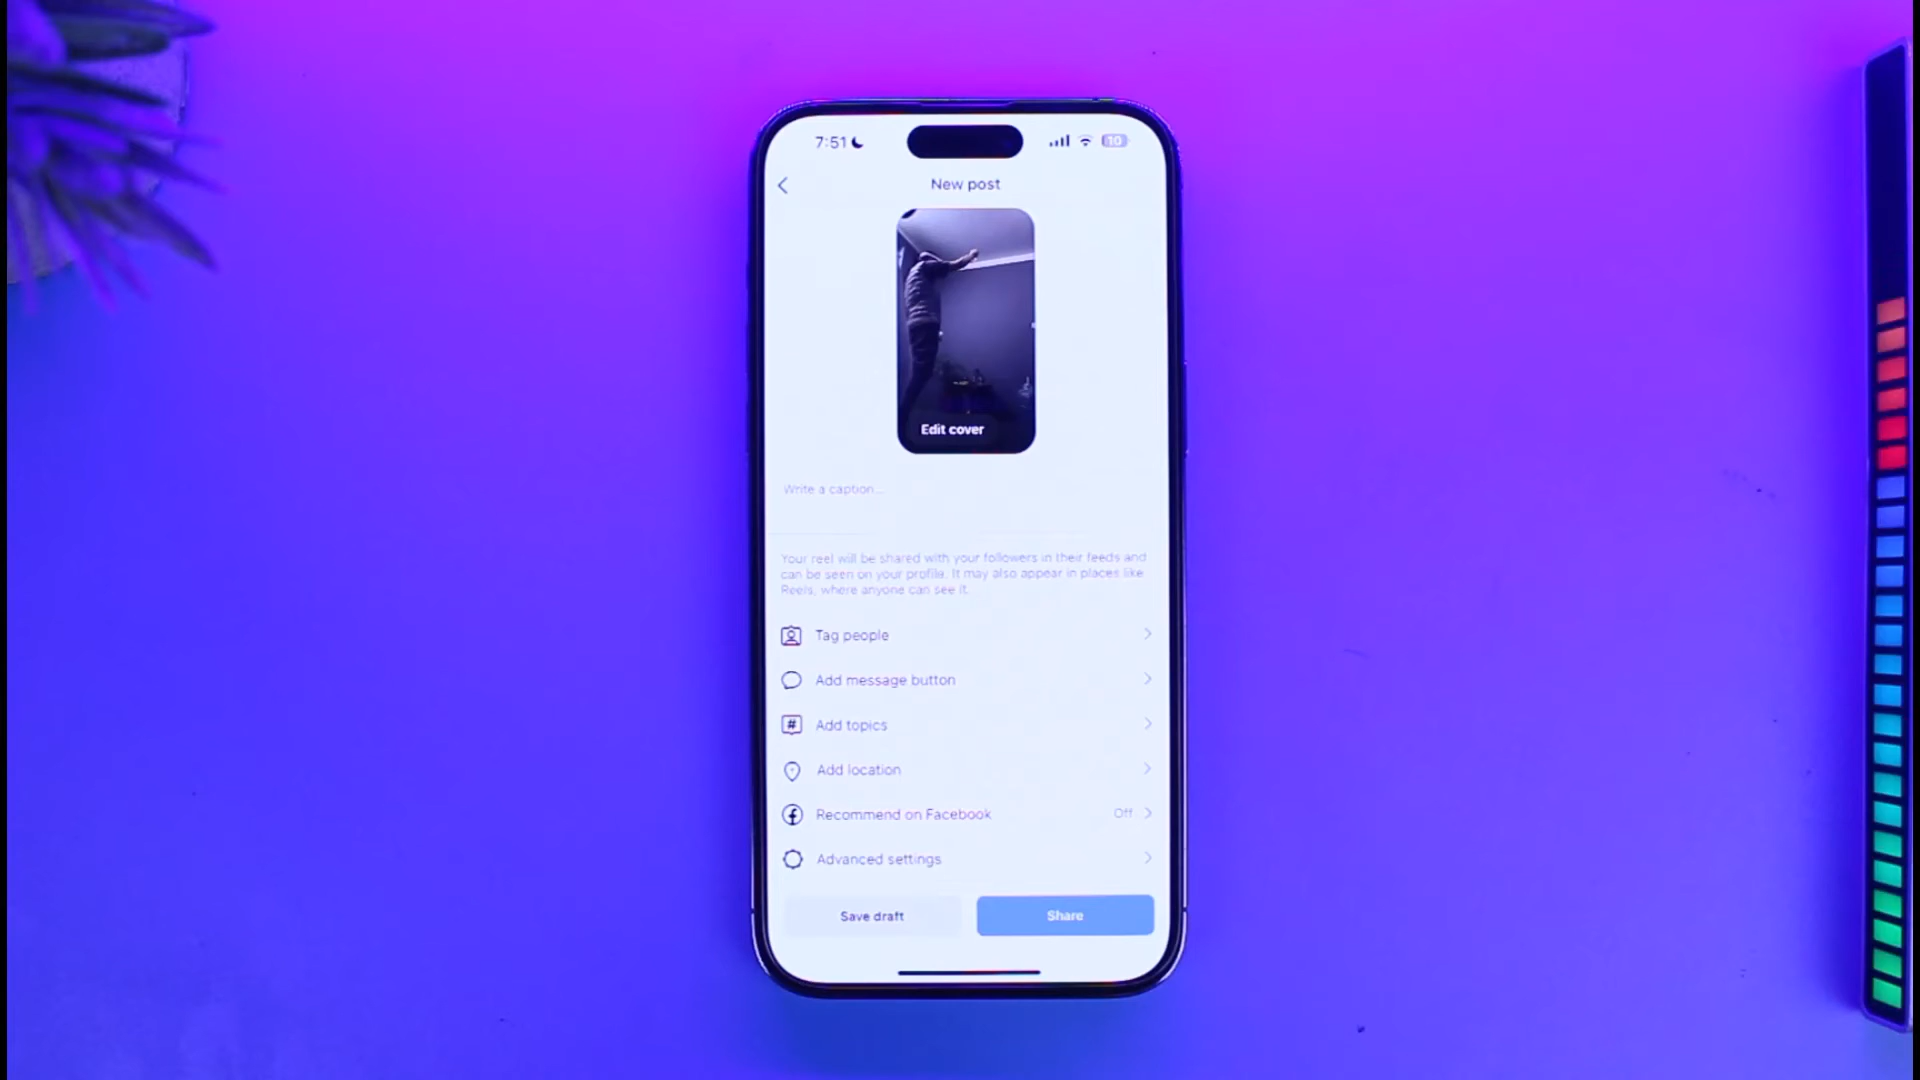 7:51
10
New post
Edit cover
Write a caption...
Your reel will be shared with your followers in their feeds and
can be seen on your profile. It may also appear in places like
Reels, where anyone can see it.
Tag people
Add message button
# Add topics
Add location
Recommend on Facebook Off
Advanced settings
Save draft Share